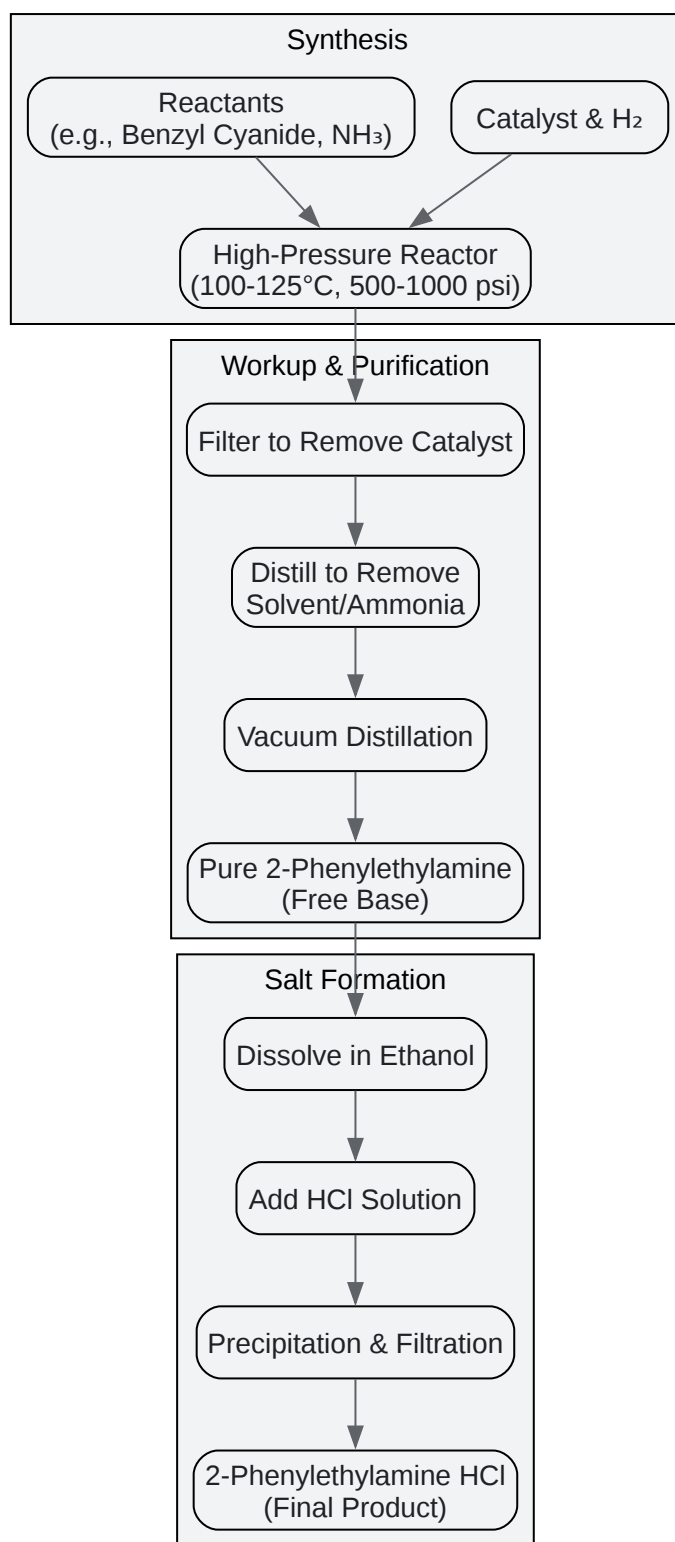 Synthesis
Reactants
(e.g., Benzyl Cyanide, NH₃)
Catalyst & H₂
High-Pressure Reactor
(100-125°C, 500-1000 psi)
Workup & Purification
Filter to Remove Catalyst
Distill to Remove
Solvent/Ammonia
Vacuum Distillation
Pure 2-Phenylethylamine
(Free Base)
Salt Formation
Dissolve in Ethanol
Add HCl Solution
Precipitation & Filtration
2-Phenylethylamine HCl
(Final Product)